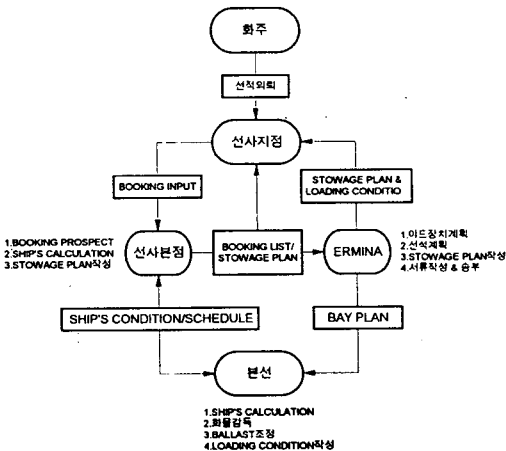 화주
선적의뢰
선사지점
BOOKING INPUT
STOWAGE PLAN &
LOADING CONDITIO
1.BOOKING PROSPECT
2.SHIP'S CALCULATION
3.STOWAGE PLAN작성
선사본점
BOOKING LIST/
STOWAGE PLAN
ERMINA
1.야드장치계획
2.선석계획
3.STOWAGE PLAN작성
4.서류작성 & 송부
SHIP'S CONDITION/SCHEDULE
BAY PLAN
본선
1.SHIP'S CALCULATION
2.화물감독
3.BALLAST조정
4.LOADING CONDITION작성